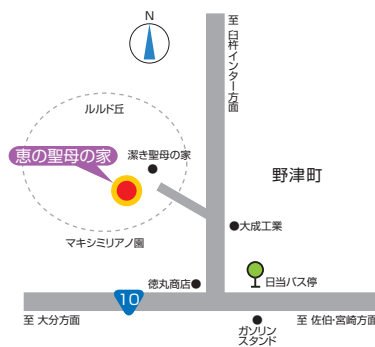 N
至 臼杵インター方面
ルルド丘
恵の聖母の家
潔き聖母の家
野津町
マキシミリアノ園
大成工業
徳丸商店
日当バス停
10
至 大分方面
ガソリン
スタンド
至 佐伯・宮崎方面